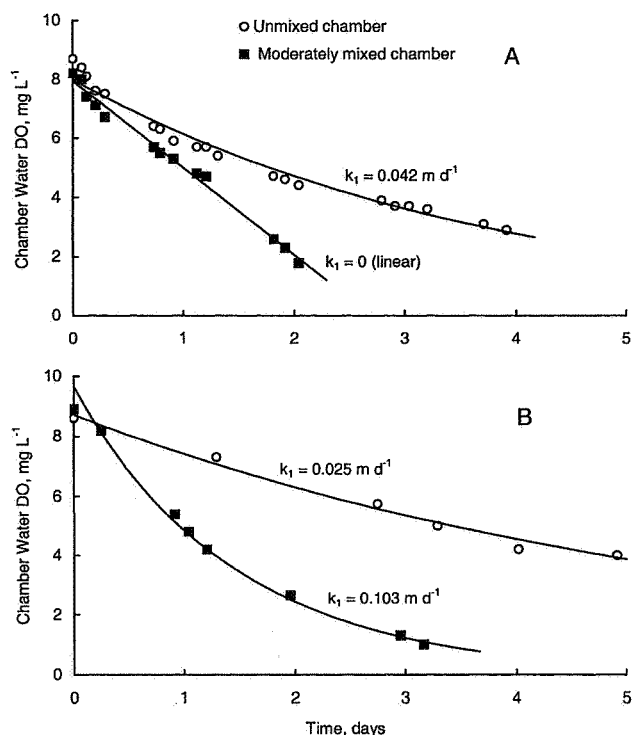 Unmixed chamber
Moderately mixed chamber
A
10
8
6
4
2
0
Chamber Water DO, mg L⁻¹
k₁ = 0.042 m d⁻¹
k₁ = 0 (linear)
0 1 2 3 4 5
B
10
8
6
4
2
0
Chamber Water DO, mg L⁻¹
k₁ = 0.025 m d⁻¹
k₁ = 0.103 m d⁻¹
0 1 2 3 4 5
Time, days